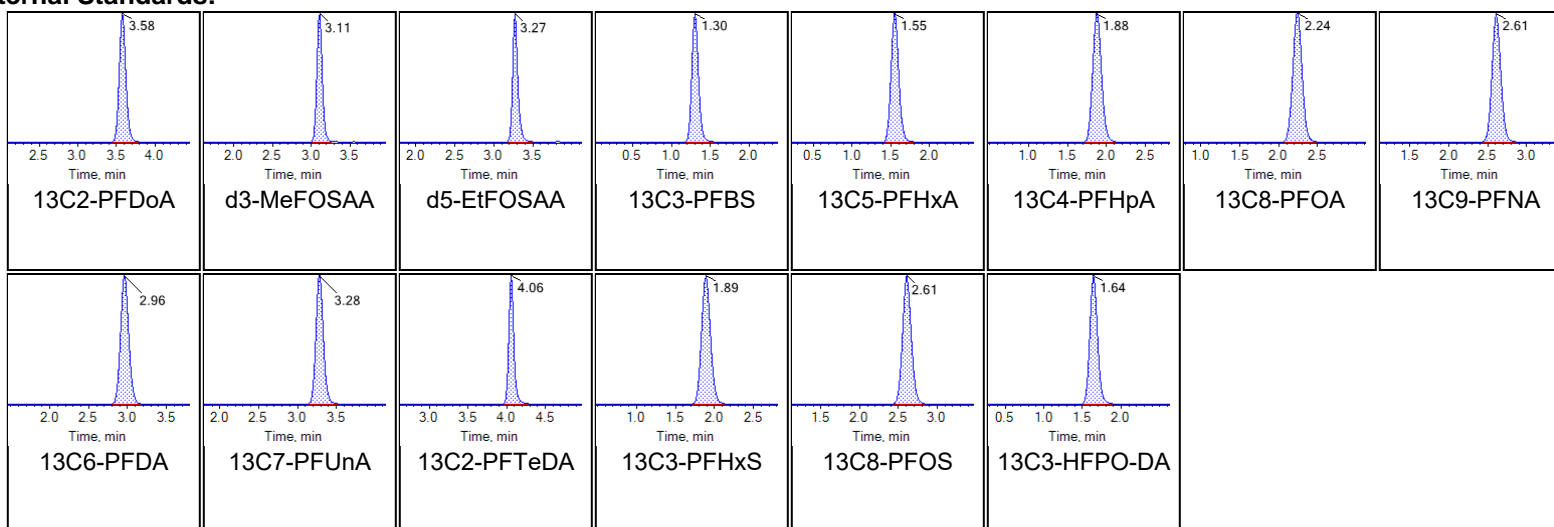 ternal Standards:
3.58
2.5 3.0 3.5 4.0
Time, min
13C2-PFDoA
3.11
2.0 2.5 3.0 3.5
Time, min
d3-MeFOSAA
3.27
2.0 2.5 3.0 3.5
Time, min
d5-EtFOSAA
1.30
0.5 1.0 1.5 2.0
Time, min
13C3-PFBS
1.55
0.5 1.0 1.5 2.0
Time, min
13C5-PFHxA
1.88
1.0 1.5 2.0 2.5
Time, min
13C4-PFHpA
2.24
1.0 1.5 2.0 2.5
Time, min
13C8-PFOA
2.61
1.5 2.0 2.5 3.0
Time, min
13C9-PFNA
2.96
2.0 2.5 3.0 3.5
Time, min
13C6-PFDA
3.28
2.0 2.5 3.0 3.5
Time, min
13C7-PFUnA
4.06
3.0 3.5 4.0 4.5
Time, min
13C2-PFTeDA
1.89
1.0 1.5 2.0 2.5
Time, min
13C3-PFHxS
2.61
1.5 2.0 2.5 3.0
Time, min
13C8-PFOS
1.64
0.5 1.0 1.5 2.0
Time, min
13C3-HFPO-DA